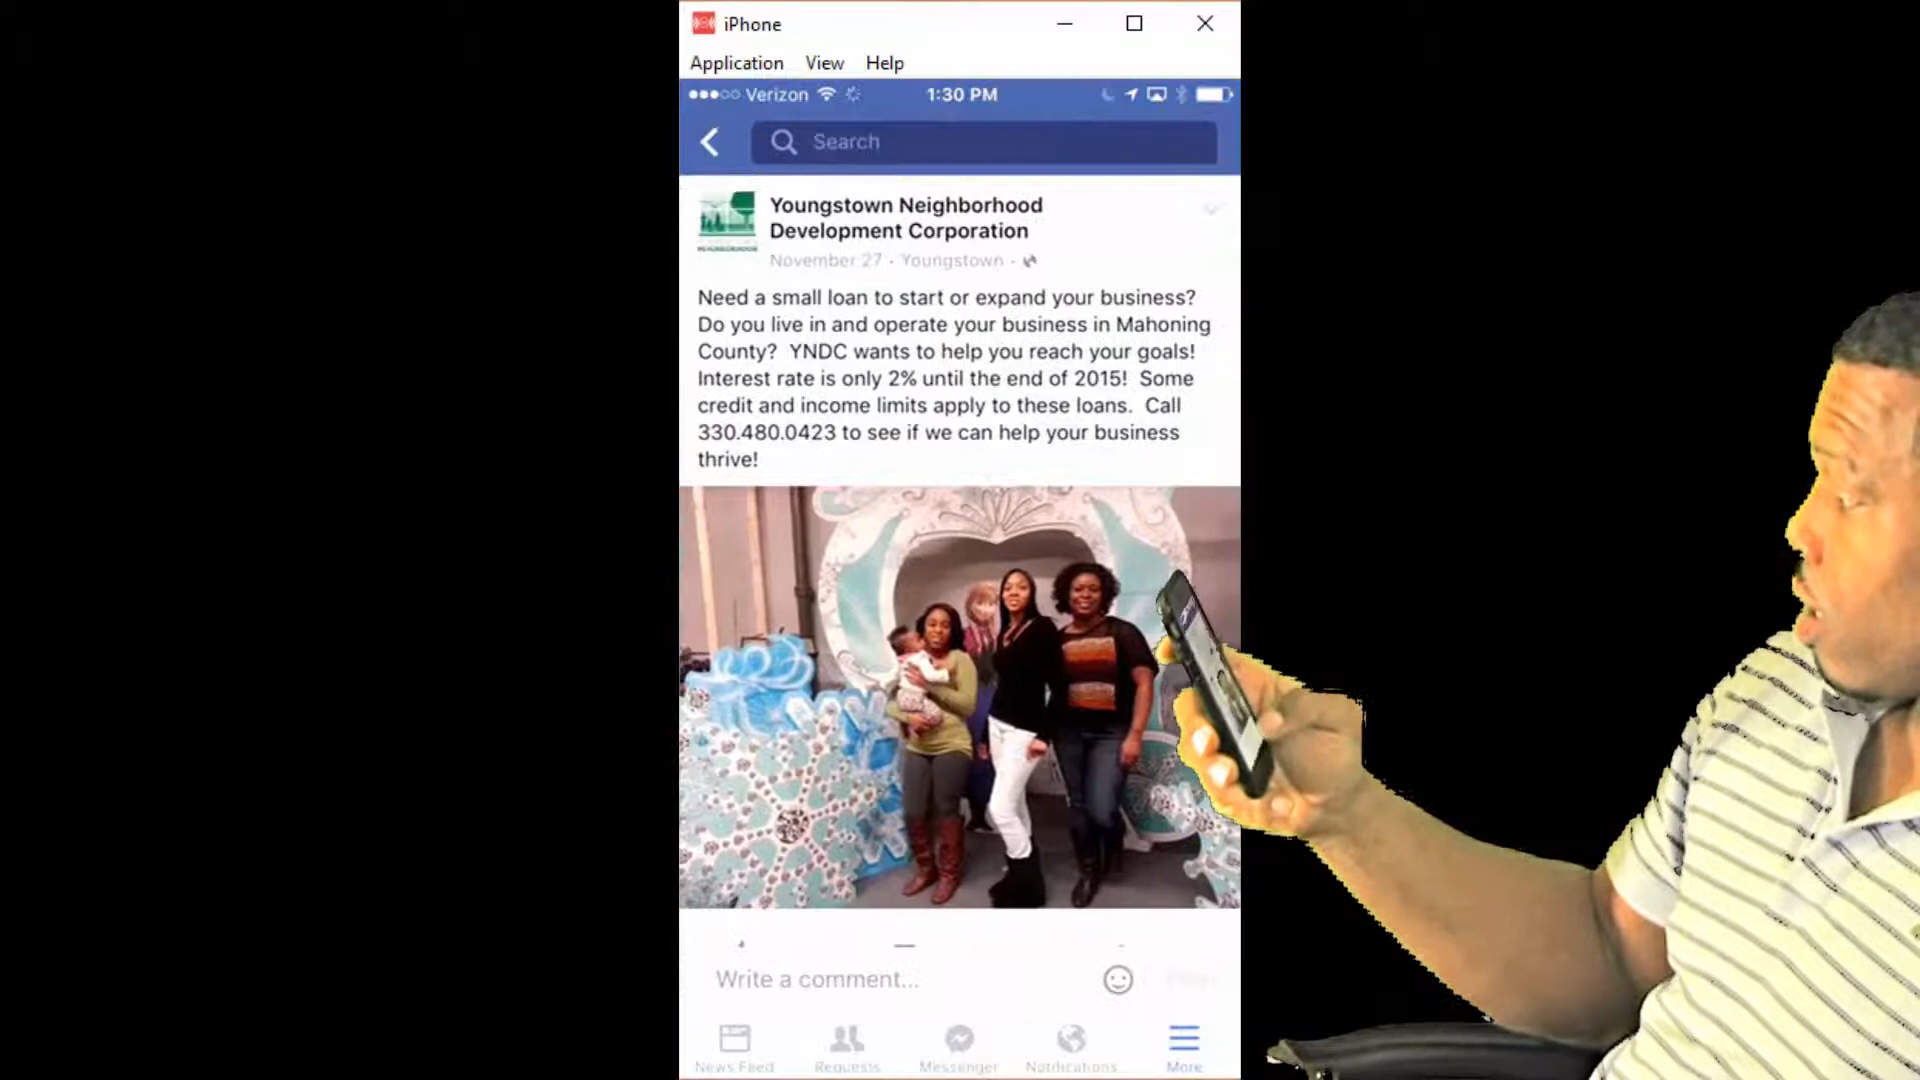 iPhone
Application View Help
Verizon 1:30 PM
Search
Youngstown Neighborhood
Development Corporation
November 27 · Youngstown ·
Need a small loan to start or expand your business?
Do you live in and operate your business in Mahoning
County?  YNDC wants to help you reach your goals!
Interest rate is only 2% until the end of 2015!  Some
credit and income limits apply to these loans.  Call
330.480.0423 to see if we can help your business
thrive!
Write a comment...
News Feed Requests Messenger Notifications More